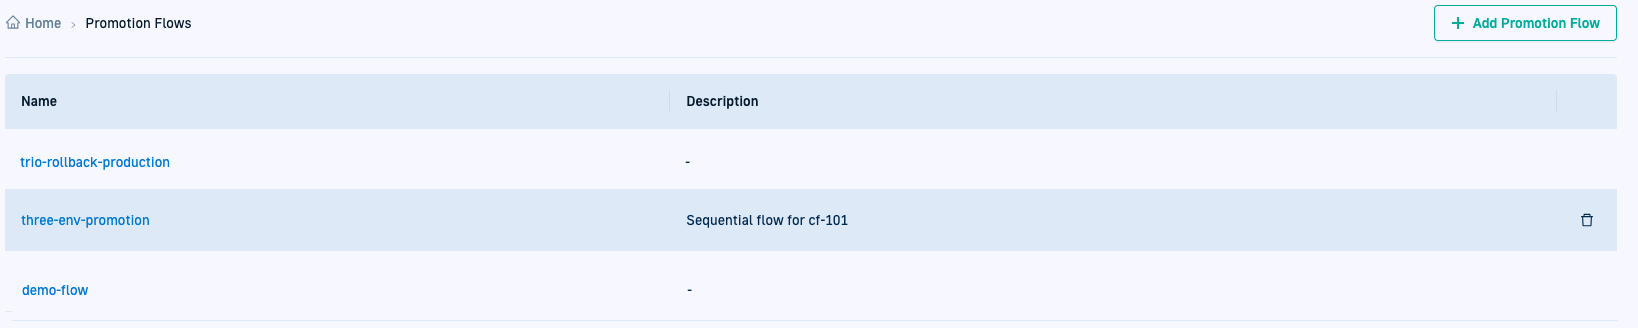 Home > Promotion Flows
+ Add Promotion Flow
Name Description
trio-rollback-production -
three-env-promotion Sequential flow for cf-101
demo-flow -